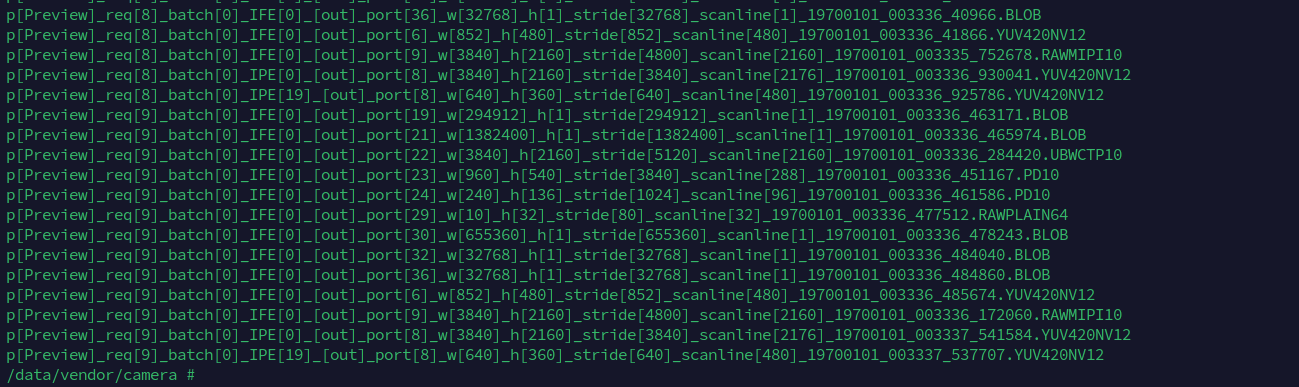 p[Preview]_req[8]_batch[0]_IFE[0]_[out]_port[36]_w[32768]_h[1]_stride[32768]_scanline[1]_19700101_003336_40966.BLOB
p[Preview]_req[8]_batch[0]_IFE[0]_[out]_port[6]_w[852]_h[480]_stride[852]_scanline[480]_19700101_003336_41866.YUV420NV12
p[Preview]_req[8]_batch[0]_IFE[0]_[out]_port[9]_w[3840]_h[2160]_stride[4800]_scanline[2160]_19700101_003335_752678.RAWMIPI10
p[Preview]_req[8]_batch[0]_IPE[0]_[out]_port[8]_w[3840]_h[2160]_stride[3840]_scanline[2176]_19700101_003336_930041.YUV420NV12
p[Preview]_req[8]_batch[0]_IPE[19]_[out]_port[8]_w[640]_h[360]_stride[640]_scanline[480]_19700101_003336_925786.YUV420NV12
p[Preview]_req[9]_batch[0]_IFE[0]_[out]_port[19]_w[294912]_h[1]_stride[294912]_scanline[1]_19700101_003336_463171.BLOB
p[Preview]_req[9]_batch[0]_IFE[0]_[out]_port[21]_w[1382400]_h[1]_stride[1382400]_scanline[1]_19700101_003336_465974.BLOB
p[Preview]_req[9]_batch[0]_IFE[0]_[out]_port[22]_w[3840]_h[2160]_stride[5120]_scanline[2160]_19700101_003336_284420.UBWCTP10
p[Preview]_req[9]_batch[0]_IFE[0]_[out]_port[23]_w[960]_h[540]_stride[3840]_scanline[288]_19700101_003336_451167.PD10
p[Preview]_req[9]_batch[0]_IFE[0]_[out]_port[24]_w[240]_h[136]_stride[1024]_scanline[96]_19700101_003336_461586.PD10
p[Preview]_req[9]_batch[0]_IFE[0]_[out]_port[29]_w[10]_h[32]_stride[80]_scanline[32]_19700101_003336_477512.RAWPLAIN64
p[Preview]_req[9]_batch[0]_IFE[0]_[out]_port[30]_w[655360]_h[1]_stride[655360]_scanline[1]_19700101_003336_478243.BLOB
p[Preview]_req[9]_batch[0]_IFE[0]_[out]_port[32]_w[32768]_h[1]_stride[32768]_scanline[1]_19700101_003336_484040.BLOB
p[Preview]_req[9]_batch[0]_IFE[0]_[out]_port[36]_w[32768]_h[1]_stride[32768]_scanline[1]_19700101_003336_484860.BLOB
p[Preview]_req[9]_batch[0]_IFE[0]_[out]_port[6]_w[852]_h[480]_stride[852]_scanline[480]_19700101_003336_485674.YUV420NV12
p[Preview]_req[9]_batch[0]_IFE[0]_[out]_port[9]_w[3840]_h[2160]_stride[4800]_scanline[2160]_19700101_003336_172060.RAWMIPI10
p[Preview]_req[9]_batch[0]_IPE[0]_[out]_port[8]_w[3840]_h[2160]_stride[3840]_scanline[2176]_19700101_003337_541584.YUV420NV12
p[Preview]_req[9]_batch[0]_IPE[19]_[out]_port[8]_w[640]_h[360]_stride[640]_scanline[480]_19700101_003337_537707.YUV420NV12
/data/vendor/camera #